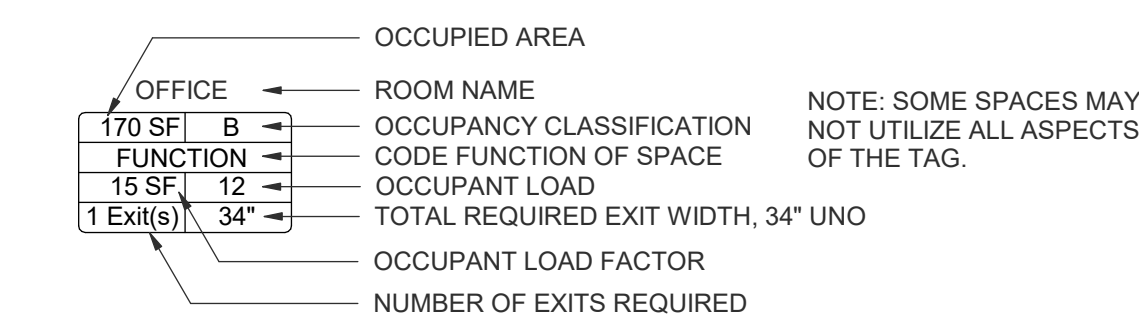 OCCUPIED AREA
OFFICE
ROOM NAME
170 SF B
OCCUPANCY CLASSIFICATION
FUNCTION
CODE FUNCTION OF SPACE
15 SF 12
OCCUPANT LOAD
1 Exit(s) 34"
TOTAL REQUIRED EXIT WIDTH, 34" UNO
OCCUPANT LOAD FACTOR
NUMBER OF EXITS REQUIRED
NOTE: SOME SPACES MAY
NOT UTILIZE ALL ASPECTS
OF THE TAG.